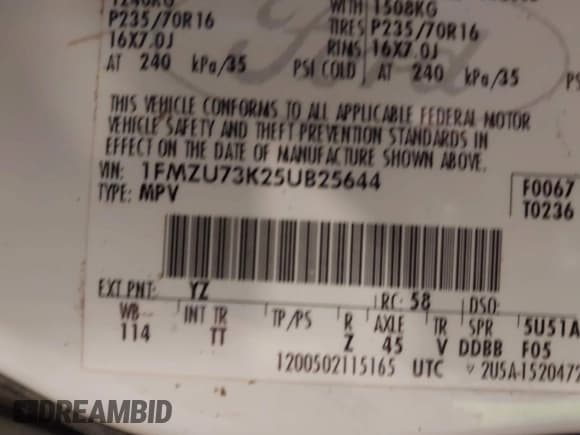 1240KG WITH 1508KG
P235/70R16 TIRES P235/70R16
16X7.0J RIMS 16X7.0J
AT 240 kPa/35 PSI COLD AT 240 kPa/35 PS
THIS VEHICLE CONFORMS TO ALL APPLICABLE FEDERAL MOTOR
VEHICLE SAFETY AND THEFT PREVENTION STANDARDS IN
EFFECT ON THE DATE OF MANUFACTURE SHOWN ABOVE.
VIN: 1FMZU73K25UB25644 F0067
TYPE: MPV T0236
EXT PNT: YZ RC: 58 DSO:
WB INT TR TP/PS R AXLE TR SPR 5U51A
114 TT Z 45 V DDBB F05
1200502115165 UTC ▽ 2U5A-1520472
DREAMBID